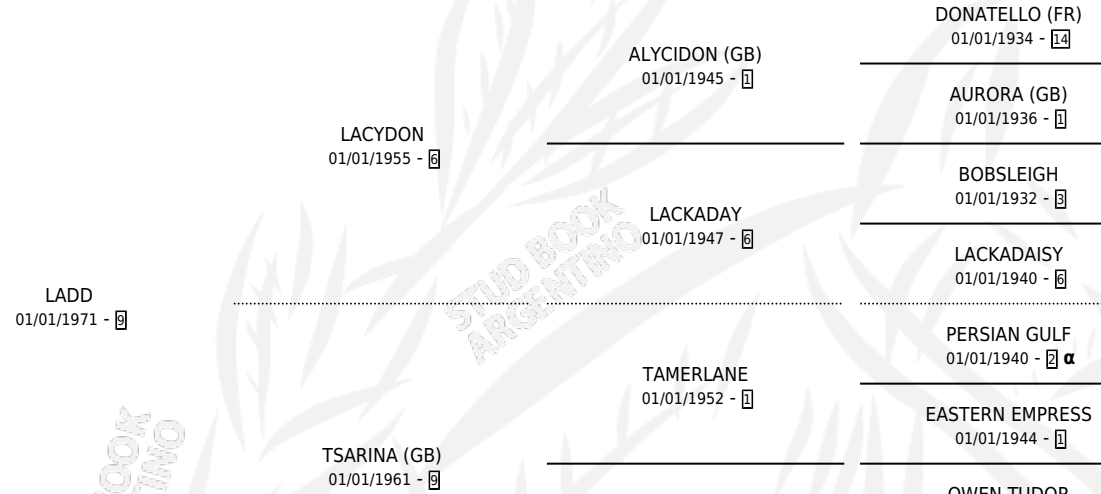 DONATELLO (FR)
01/01/1934 - 14
ALYCIDON (GB)
01/01/1945 - 1
AURORA (GB)
01/01/1936 - 1
LACYDON
01/01/1955 - 6
BOBSLEIGH
01/01/1932 - 3
LACKADAY
01/01/1947 - 6
LACKADAISY
01/01/1940 - 6
LADD
01/01/1971 - 9
PERSIAN GULF
01/01/1940 - 2 α
TAMERLANE
01/01/1952 - 1
EASTERN EMPRESS
01/01/1944 - 1
TSARINA (GB)
01/01/1961 - 9
OWEN TUDOR
STUD BOOK
ARGENTINO